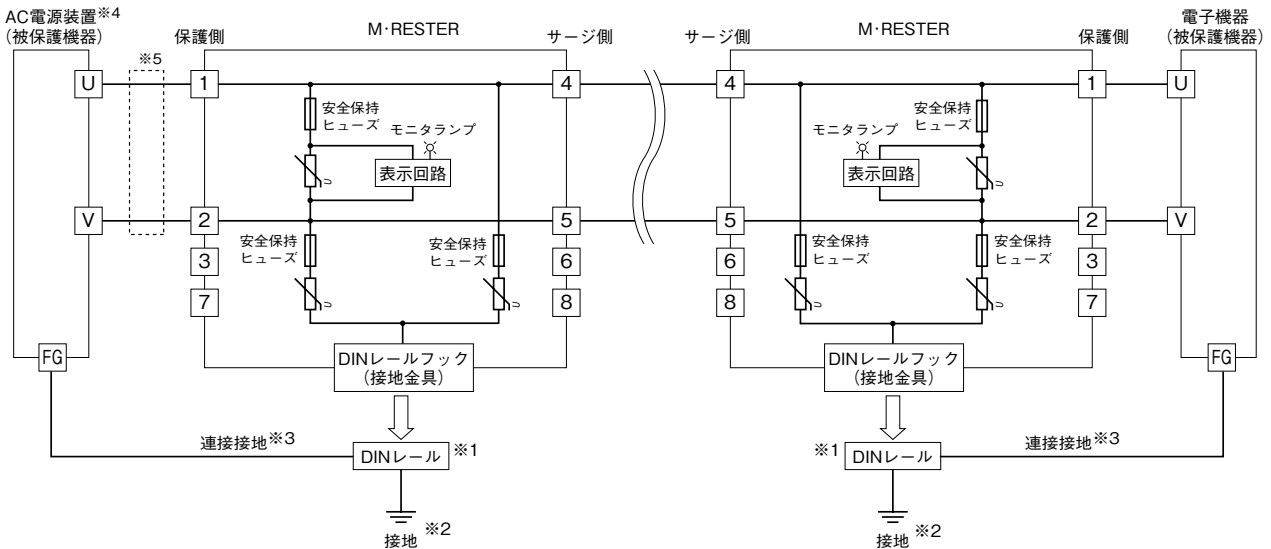 AC電源装置※4
(被保護機器)
保護側
M・RESTER
サージ側
サージ側
M・RESTER
保護側
電子機器
(被保護機器)
※5
U
1
4
4
1
U
安全保持
ヒューズ
モニタランプ
表示回路
安全保持
ヒューズ
モニタランプ
表示回路
V
2
5
5
2
V
安全保持
ヒューズ
安全保持
ヒューズ
安全保持
ヒューズ
安全保持
ヒューズ
3
6
6
3
7
8
8
7
FG
DINレールフック
(接地金具)
DINレールフック
(接地金具)
FG
連接接地※3
DINレール
※1
※1
DINレール
連接接地※3
接地
※2
接地
※2